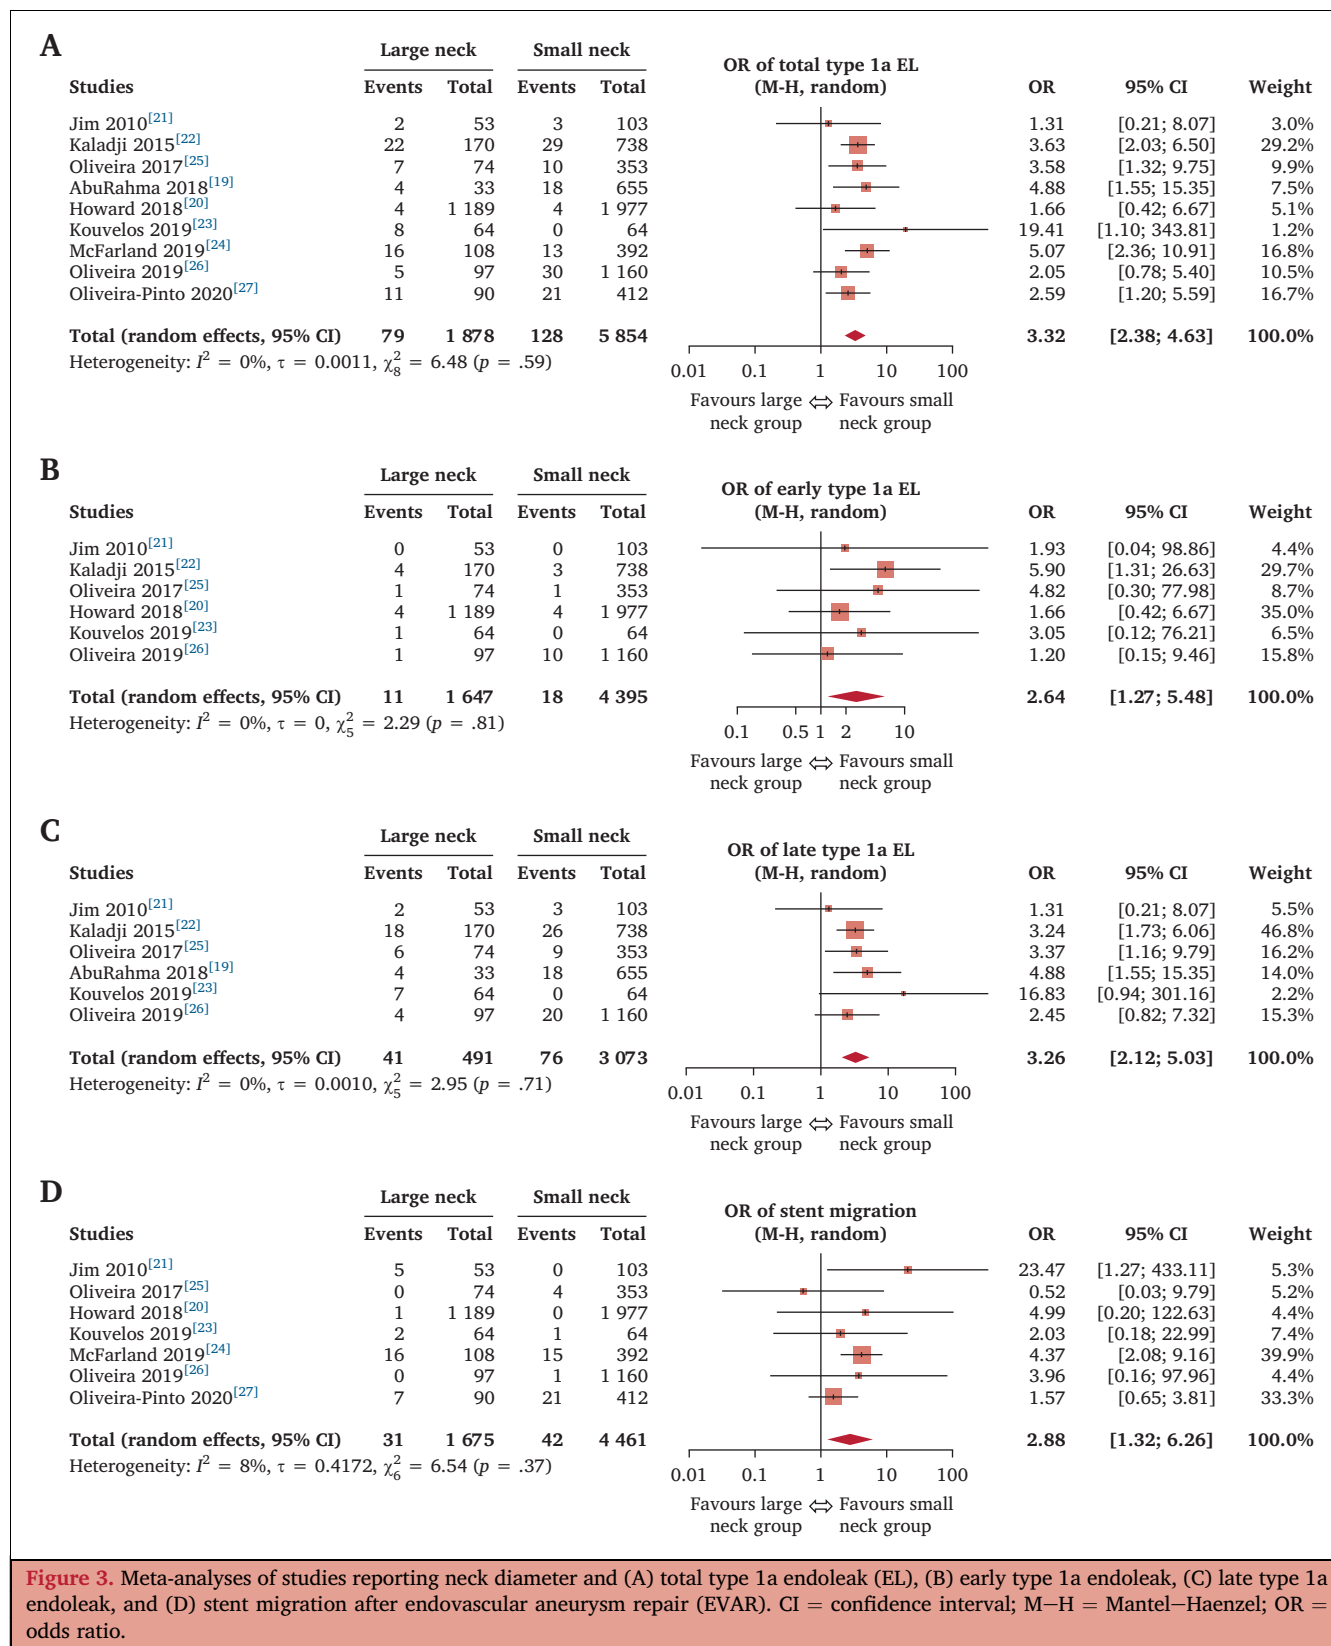 A
Large neck Small neck
OR of total type 1a EL
Studies Events Total Events Total (M-H, random) OR 95% CI Weight
Jim 2010[21] 2 53 3 103 1.31 [0.21; 8.07] 3.0%
Kaladji 2015[22] 22 170 29 738 3.63 [2.03; 6.50] 29.2%
Oliveira 2017[25] 7 74 10 353 3.58 [1.32; 9.75] 9.9%
AbuRahma 2018[19] 4 33 18 655 4.88 [1.55; 15.35] 7.5%
Howard 2018[20] 4 1 189 4 1 977 1.66 [0.42; 6.67] 5.1%
Kouvelos 2019[23] 8 64 0 64 19.41 [1.10; 343.81] 1.2%
McFarland 2019[24] 16 108 13 392 5.07 [2.36; 10.91] 16.8%
Oliveira 2019[26] 5 97 30 1 160 2.05 [0.78; 5.40] 10.5%
Oliveira-Pinto 2020[27] 11 90 21 412 2.59 [1.20; 5.59] 16.7%
Total (random effects, 95% CI) 79 1 878 128 5 854 3.32 [2.38; 4.63] 100.0%
Heterogeneity: I² = 0%, τ = 0.0011, χ²₈ = 6.48 (p = .59)
0.01 0.1 1 10 100
Favours large ⇔ Favours small
neck group neck group
B
Large neck Small neck
OR of early type 1a EL
Studies Events Total Events Total (M-H, random) OR 95% CI Weight
Jim 2010[21] 0 53 0 103 1.93 [0.04; 98.86] 4.4%
Kaladji 2015[22] 4 170 3 738 5.90 [1.31; 26.63] 29.7%
Oliveira 2017[25] 1 74 1 353 4.82 [0.30; 77.98] 8.7%
Howard 2018[20] 4 1 189 4 1 977 1.66 [0.42; 6.67] 35.0%
Kouvelos 2019[23] 1 64 0 64 3.05 [0.12; 76.21] 6.5%
Oliveira 2019[26] 1 97 10 1 160 1.20 [0.15; 9.46] 15.8%
Total (random effects, 95% CI) 11 1 647 18 4 395 2.64 [1.27; 5.48] 100.0%
Heterogeneity: I² = 0%, τ = 0, χ²₅ = 2.29 (p = .81)
0.1 0.5 1 2 10
Favours large ⇔ Favours small
neck group neck group
C
Large neck Small neck
OR of late type 1a EL
Studies Events Total Events Total (M-H, random) OR 95% CI Weight
Jim 2010[21] 2 53 3 103 1.31 [0.21; 8.07] 5.5%
Kaladji 2015[22] 18 170 26 738 3.24 [1.73; 6.06] 46.8%
Oliveira 2017[25] 6 74 9 353 3.37 [1.16; 9.79] 16.2%
AbuRahma 2018[19] 4 33 18 655 4.88 [1.55; 15.35] 14.0%
Kouvelos 2019[23] 7 64 0 64 16.83 [0.94; 301.16] 2.2%
Oliveira 2019[26] 4 97 20 1 160 2.45 [0.82; 7.32] 15.3%
Total (random effects, 95% CI) 41 491 76 3 073 3.26 [2.12; 5.03] 100.0%
Heterogeneity: I² = 0%, τ = 0.0010, χ²₅ = 2.95 (p = .71)
0.01 0.1 1 10 100
Favours large ⇔ Favours small
neck group neck group
D
Large neck Small neck
OR of stent migration
Studies Events Total Events Total (M-H, random) OR 95% CI Weight
Jim 2010[21] 5 53 0 103 23.47 [1.27; 433.11] 5.3%
Oliveira 2017[25] 0 74 4 353 0.52 [0.03; 9.79] 5.2%
Howard 2018[20] 1 1 189 0 1 977 4.99 [0.20; 122.63] 4.4%
Kouvelos 2019[23] 2 64 1 64 2.03 [0.18; 22.99] 7.4%
McFarland 2019[24] 16 108 15 392 4.37 [2.08; 9.16] 39.9%
Oliveira 2019[26] 0 97 1 1 160 3.96 [0.16; 97.96] 4.4%
Oliveira-Pinto 2020[27] 7 90 21 412 1.57 [0.65; 3.81] 33.3%
Total (random effects, 95% CI) 31 1 675 42 4 461 2.88 [1.32; 6.26] 100.0%
Heterogeneity: I² = 8%, τ = 0.4172, χ²₆ = 6.54 (p = .37)
0.01 0.1 1 10 100
Favours large ⇔ Favours small
neck group neck group
Figure 3. Meta-analyses of studies reporting neck diameter and (A) total type 1a endoleak (EL), (B) early type 1a endoleak, (C) late type 1a
endoleak, and (D) stent migration after endovascular aneurysm repair (EVAR). CI = confidence interval; M–H = Mantel–Haenzel; OR =
odds ratio.